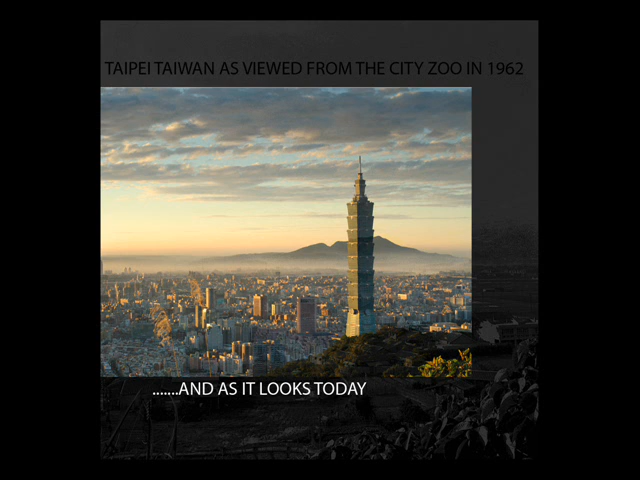 TAIPEI TAIWAN AS VIEWED FROM THE CITY ZOO IN 1962
.......AND AS IT LOOKS TODAY